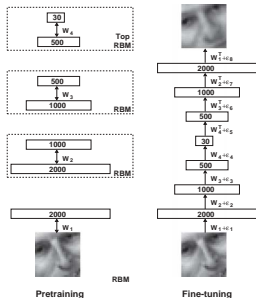 30
W4
500
Top
RBM
500
W3
1000
RBM
1000
W2
2000
RBM
2000
W1
RBM
Pretraining
W1T+ε8
2000
W2T+ε7
1000
W3T+ε6
500
W4T+ε5
30
W4+ε4
500
W3+ε3
1000
W2+ε2
2000
W1+ε1
Fine-tuning